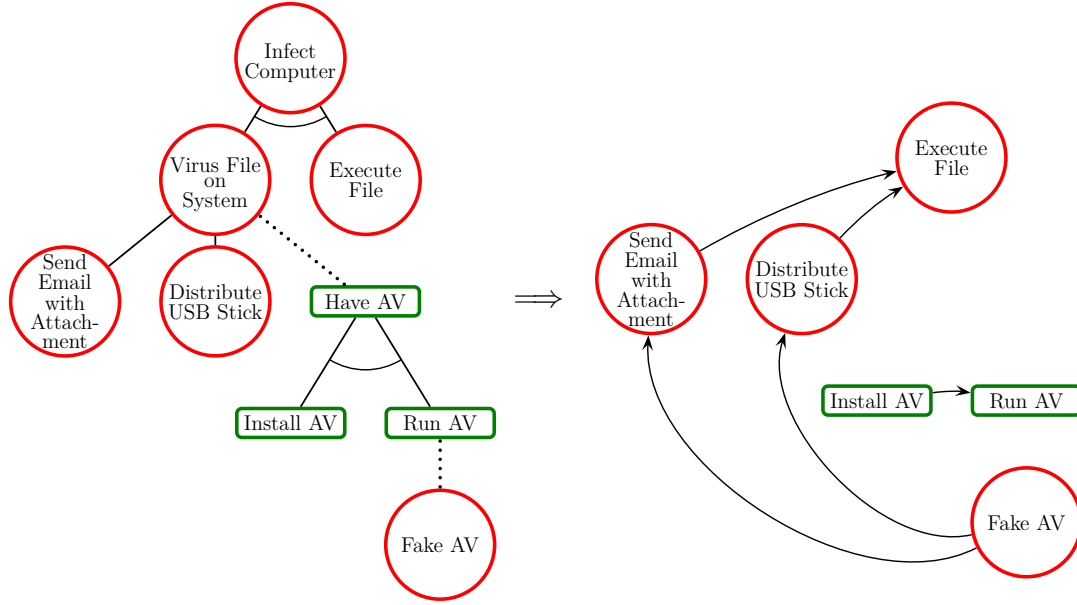 Infect
Computer
Virus File
on
System
Execute
File
Send
Email
with
Attach-
ment
Distribute
USB Stick
Have AV
Install AV
Run AV
Fake AV
⟹
Execute
File
Send
Email
with
Attach-
ment
Distribute
USB Stick
Install AV
Run AV
Fake AV